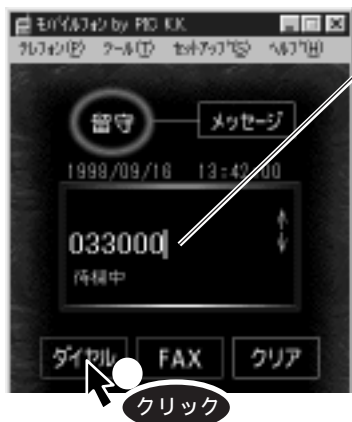 モバイルフォン by PIO K.K.
テレフォン(P) ツール(T) セットアップ(S) ヘルプ(H)
留守 メッセージ
1998/09/16 13:42:00
033000
待機中
ダイヤル FAX クリア
クリック